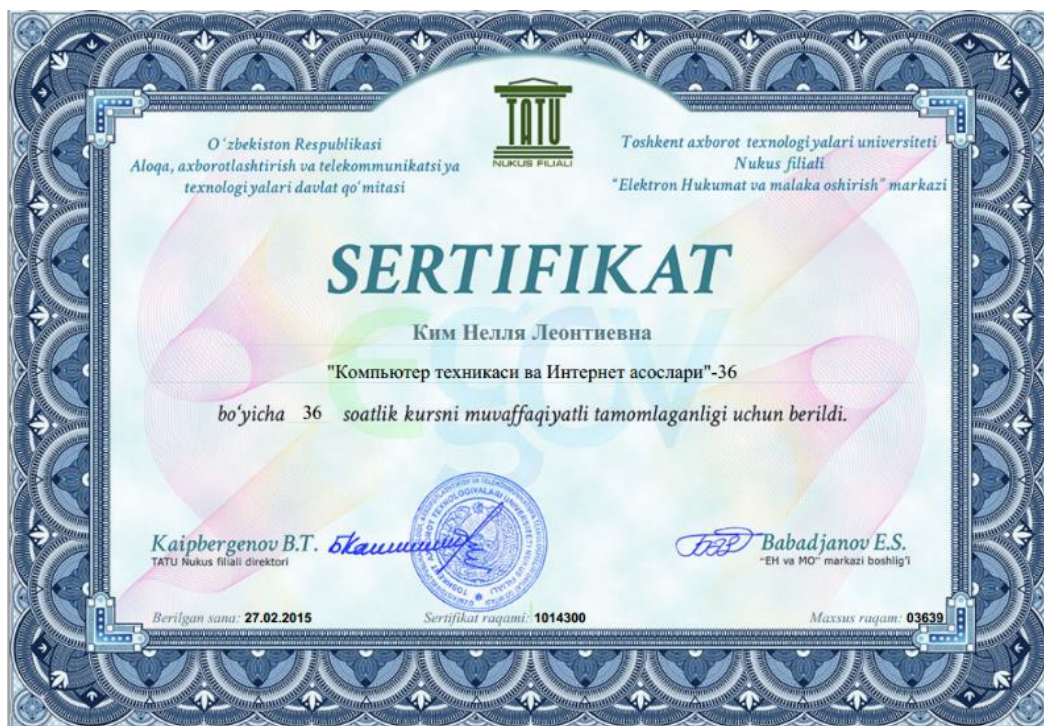 TATU
NUKUS FILIALI
O'zbekiston Respublikasi
Aloqa, axborotlashtirish va telekommunikatsiya
texnologiyalari davlat qo'mitasi
Toshkent axborot texnologiyalari universiteti
Nukus filiali
"Elektron Hukumat va malaka oshirish" markazi
SERTIFIKAT
Ким Нелля Леонтиевна
"Компьютер техникаси ва Интернет асослари"-36
bo'yicha 36 soatlik kursni muvaffaqiyatli tamomlaganligi uchun berildi.
Kaipbergenov B.T.
TATU Nukus filiali direktori
Babadjanov E.S.
"EH va MO" markazi boshlig'i
Berilgan sana: 27.02.2015
Sertifikat raqami: 1014300
Maxsus raqam: 03639